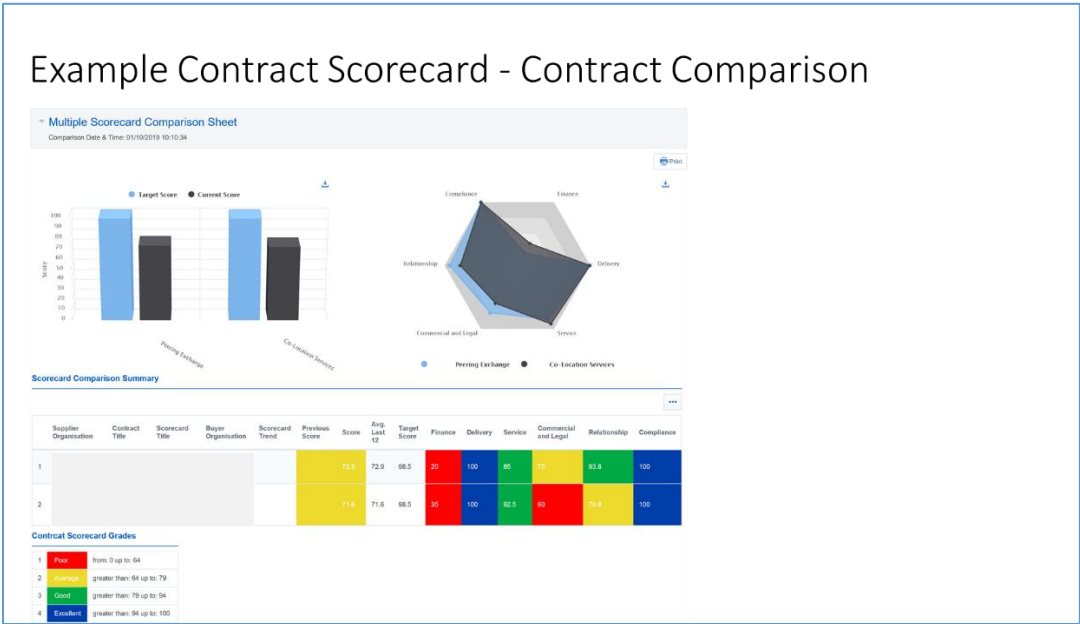 Example Contract Scorecard - Contract Comparison
Multiple Scorecard Comparison Sheet
Comparison Date & Time: 01/10/2019 10:10:34
Print
Target Score Current Score
100
90
80
70
60
50
40
30
20
10
0
Score
Peering Exchange
Co-Location Services
Compliance Finance
Relationship Delivery
Commercial and Legal Service
Peering Exchange Co-Location Services
Scorecard Comparison Summary
Supplier Organisation Contract Title Scorecard Title Buyer Organisation Scorecard Trend Previous Score Score Avg. Last 12 Target Score Finance Delivery Service Commercial and Legal Relationship Compliance
1 72.9 72.9 98.5 20 100 85 75 93.8 100
2 71.6 71.6 98.5 35 100 92.5 60 100
Contrcat Scorecard Grades
1 Poor from: 0 up to: 64
2 Average greater than: 64 up to: 79
3 Good greater than: 79 up to: 94
4 Excellent greater than: 94 up to: 100